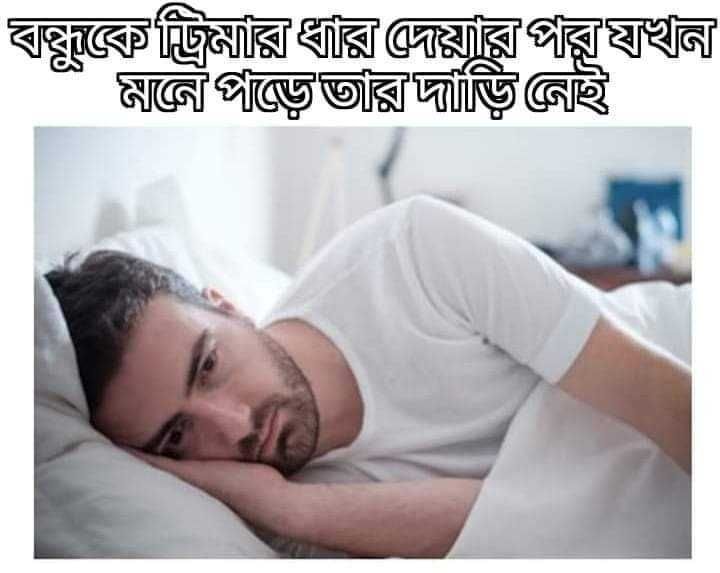 বন্ধুকে ট্রিমার ধার দেয়ার পর যখন
মনে পড়ে তার দাড়ি নেই